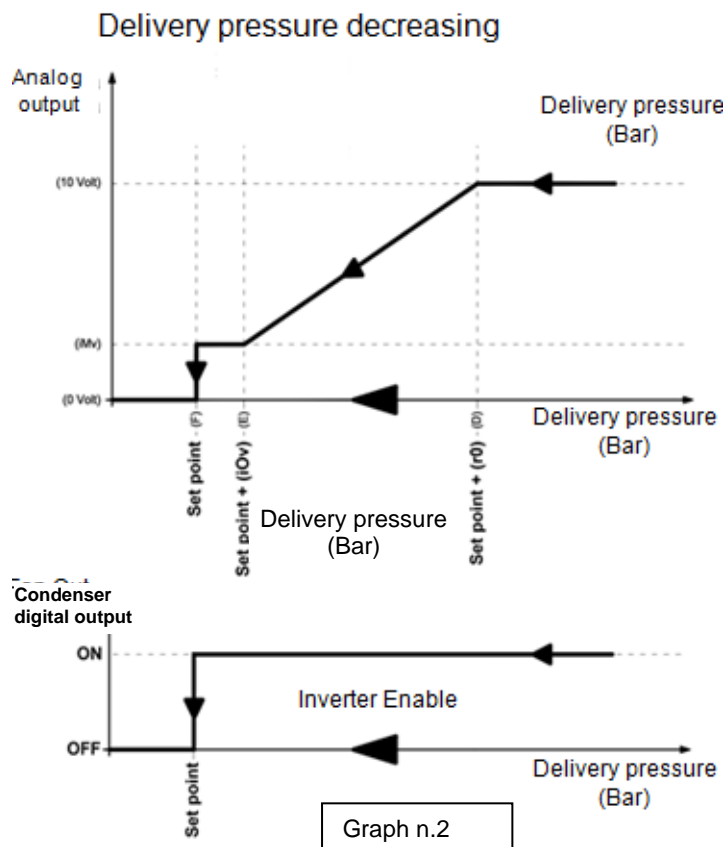 Delivery pressure decreasing
Analog
output
Delivery pressure
(Bar)
(10 Volt)
(iMv)
(0 Volt)
Set point - (F)
Set point + (iOv) - (E)
Set point + (r0) - (D)
Delivery pressure
(Bar)
Delivery pressure
(Bar)
Condenser
digital output
ON
Inverter Enable
OFF
Set point
Delivery pressure
(Bar)
Graph n.2